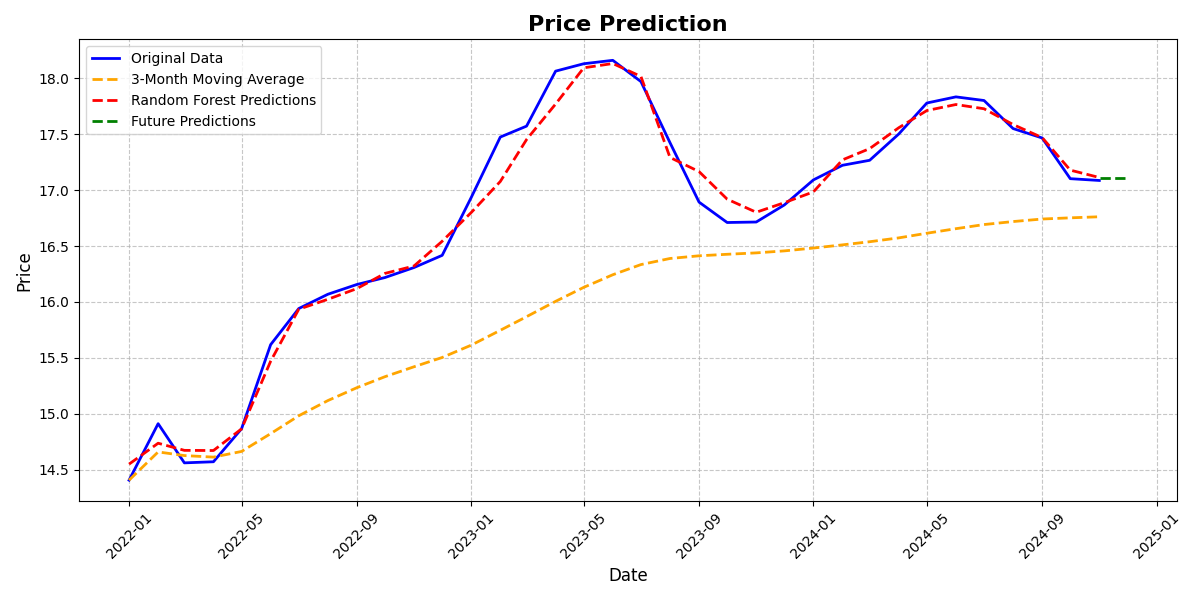 Price Prediction
Original Data
3-Month Moving Average
Random Forest Predictions
Future Predictions
Price
18.0
17.5
17.0
16.5
16.0
15.5
15.0
14.5
2022-01
2022-05
2022-09
2023-01
2023-05
2023-09
2024-01
2024-05
2024-09
2025-01
Date